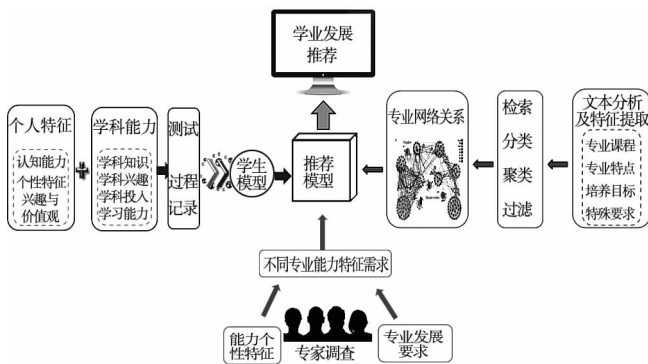 学业发展
推荐
个人特征
认知能力
个性特征
兴趣与
价值观
学科能力
学科知识
学科兴趣
学科投入
学习能力
测试
过程
记录
学生
模型
推荐
模型
专业网络关系
检索
分类
聚类
过滤
文本分析
及特征提取
专业课程
专业特点
培养目标
特殊要求
不同专业能力特征需求
能力个
性特征
专家调查
专业发展
要求